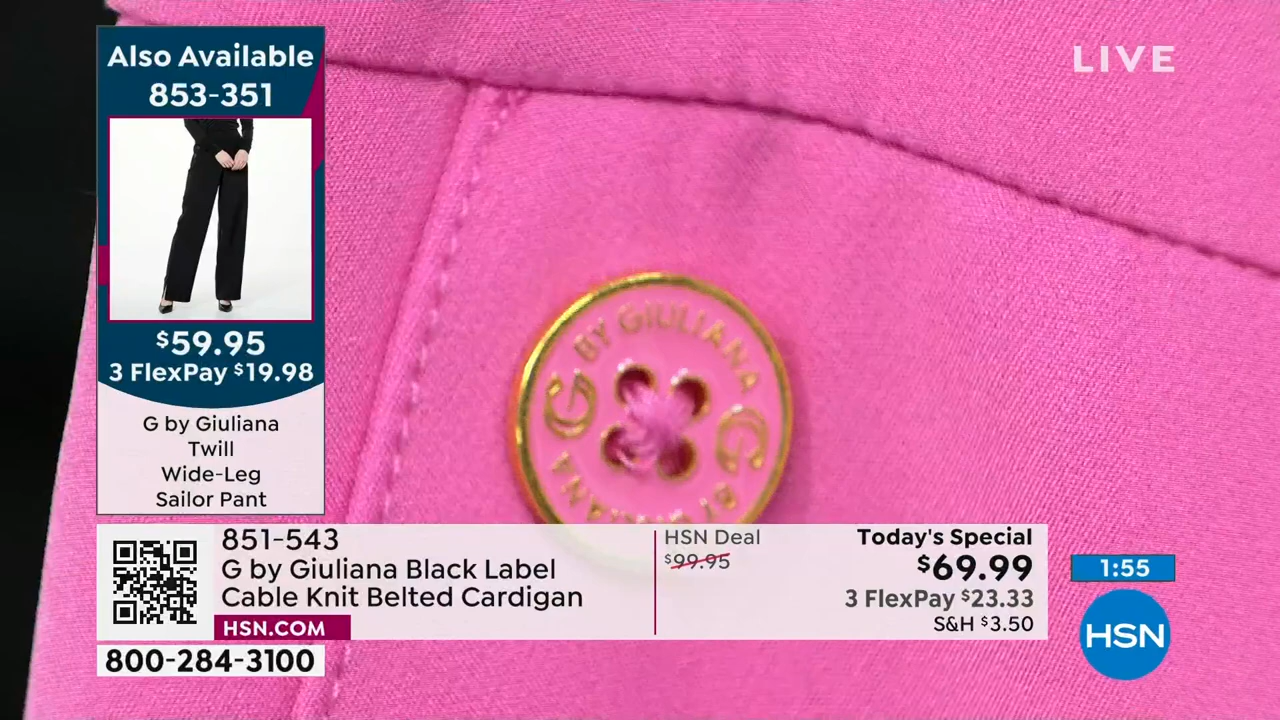 Also Available
853-351
$59.95
3 FlexPay $19.98
G by Giuliana
Twill
Wide-Leg
Sailor Pant
LIVE
G BY GIULIANA G BY GIULIANA
851-543
G by Giuliana Black Label
Cable Knit Belted Cardigan
HSN.COM
800-284-3100
HSN Deal
$99.95
Today's Special
$69.99
3 FlexPay $23.33
S&H $3.50
1:55
HSN